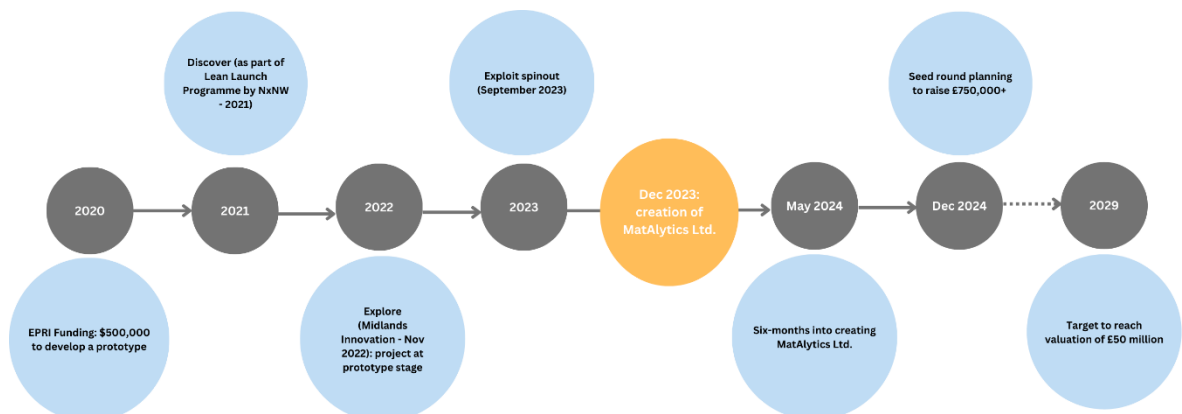 Discover (as part of
Lean Launch
Programme by NxNW
- 2021)
Exploit spinout
(September 2023)
Seed round planning
to raise £750,000+
2020
2021
2022
2023
Dec 2023:
creation of
MatAlytics Ltd.
May 2024
Dec 2024
2029
EPRI Funding: $500,000
to develop a prototype
Explore
(Midlands
Innovation - Nov
2022): project at
prototype stage
Six-months into creating
MatAlytics Ltd.
Target to reach
valuation of £50 million